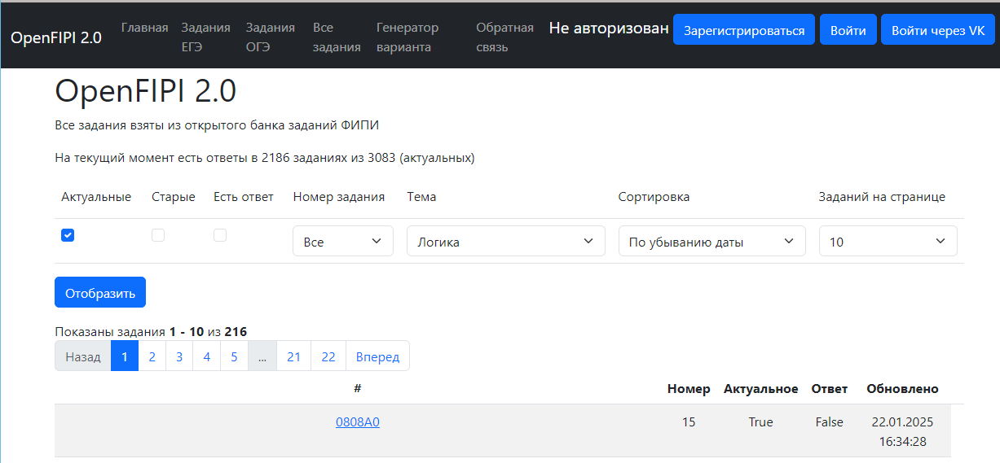 OpenFIPI 2.0
Главная
Задания ЕГЭ
Задания ОГЭ
Все задания
Генератор варианта
Обратная связь
Не авторизован
Зарегистрироваться
Войти
Войти через VK
OpenFIPI 2.0
Все задания взяты из открытого банка заданий ФИПИ
На текущий момент есть ответы в 2186 заданиях из 3083 (актуальных)
Актуальные Старые Есть ответ Номер задания Тема Сортировка Заданий на странице
Все Логика По убыванию даты 10
Отобразить
Показаны задания 1 - 10 из 216
Назад 1 2 3 4 5 ... 21 22 Вперед
# Номер Актуальное Ответ Обновлено
0808A0 15 True False 22.01.2025
16:34:28